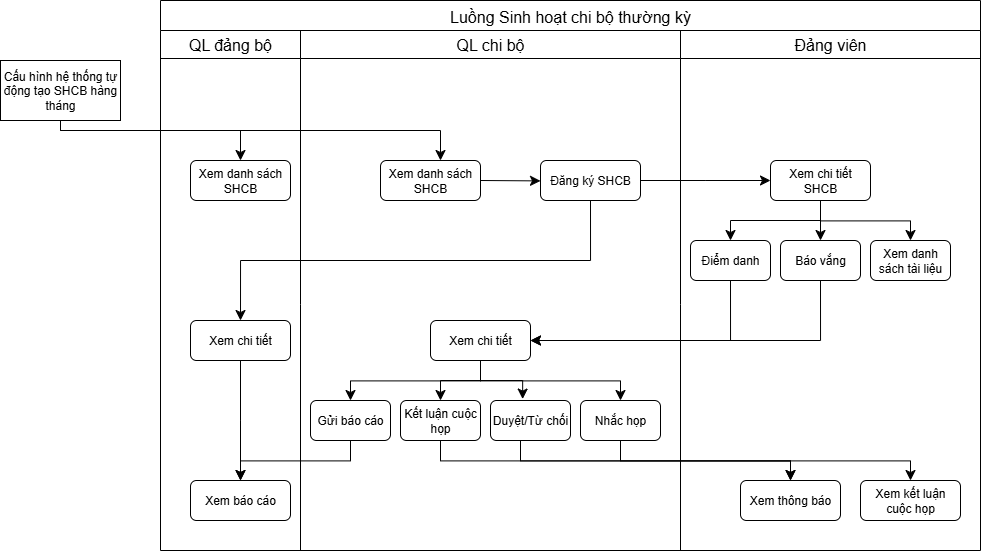 Luồng Sinh hoạt chi bộ thường kỳ
QL đảng bộ
QL chi bộ
Đảng viên
Cấu hình hệ thống tự
động tạo SHCB hàng
tháng
Xem danh sách
SHCB
Xem danh sách
SHCB
Đăng ký SHCB
Xem chi tiết
SHCB
Điểm danh
Báo vắng
Xem danh
sách tài liệu
Xem chi tiết
Xem chi tiết
Gửi báo cáo
Kết luận cuộc
họp
Duyệt/Từ chối
Nhắc họp
Xem báo cáo
Xem thông báo
Xem kết luận
cuộc họp